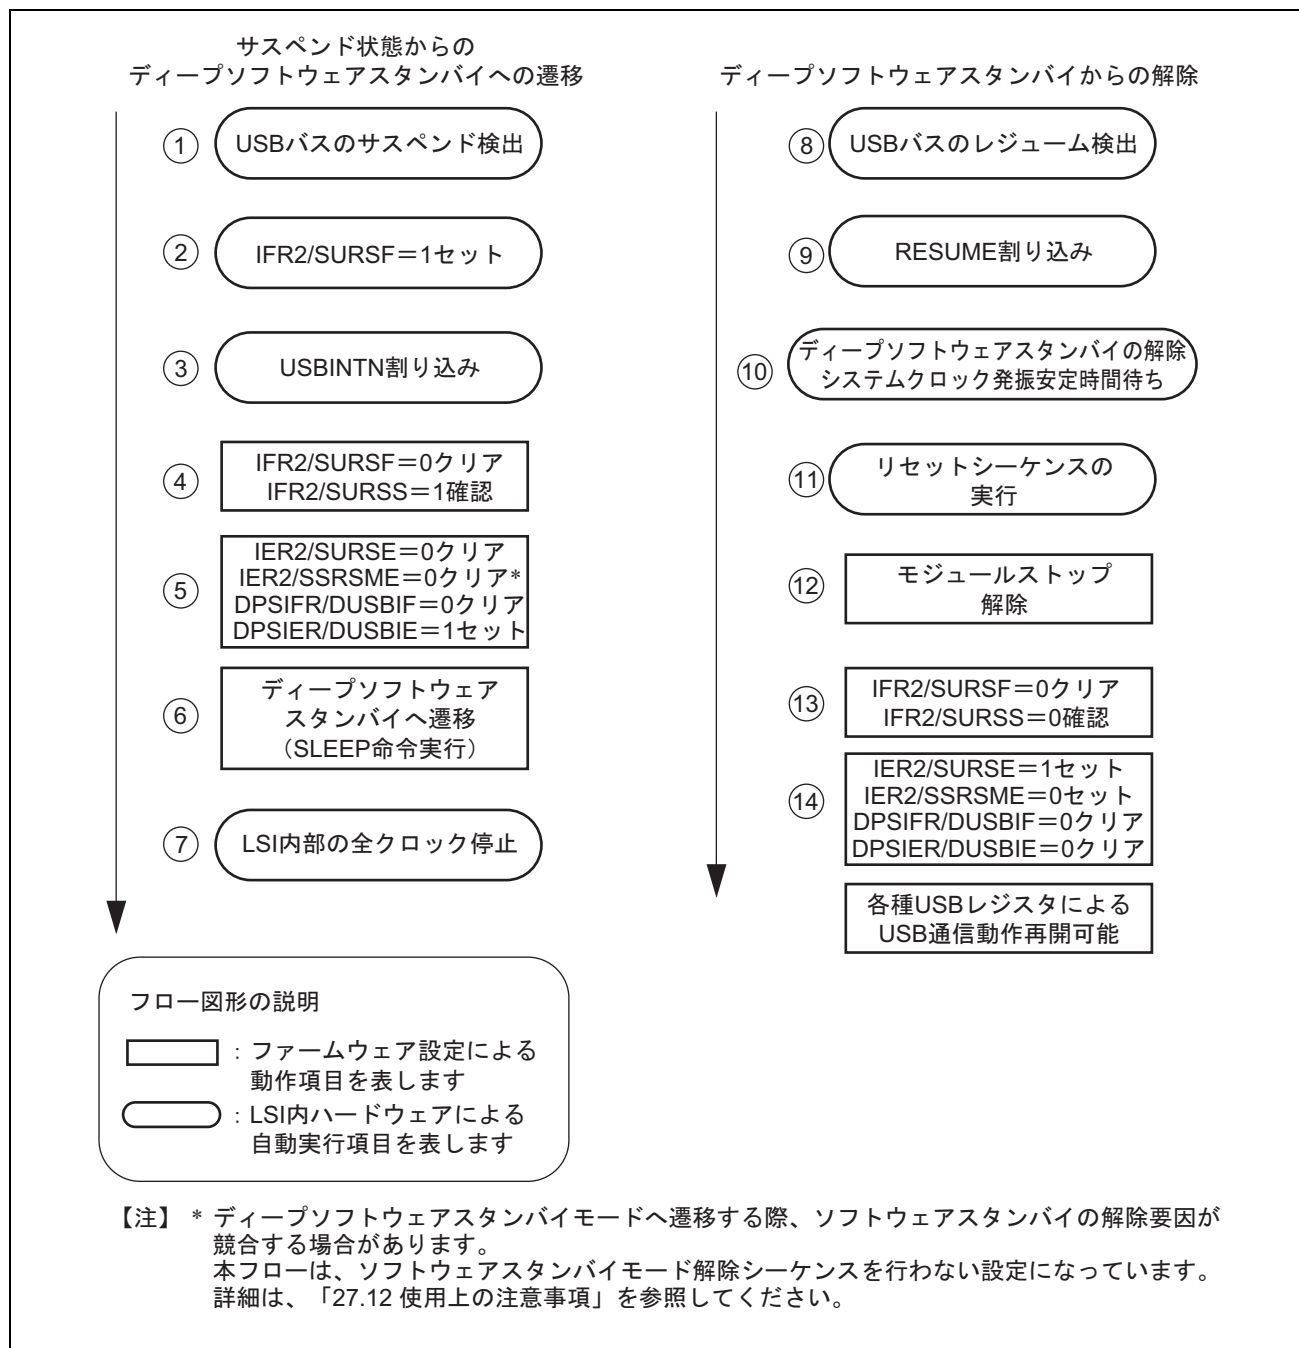 サスペンド状態からの
ディープソフトウェアスタンバイへの遷移
① USBバスのサスペンド検出
② IFR2/SURSF＝1セット
③ USBINTN割り込み
④ IFR2/SURSF＝0クリア
IFR2/SURSS＝1確認
⑤ IER2/SURSE＝0クリア
IER2/SSRSME＝0クリア*
DPSIFR/DUSBIF＝0クリア
DPSIER/DUSBIE＝1セット
⑥ ディープソフトウェア
スタンバイへ遷移
（SLEEP命令実行）
⑦ LSI内部の全クロック停止
ディープソフトウェアスタンバイからの解除
⑧ USBバスのレジューム検出
⑨ RESUME割り込み
⑩ ディープソフトウェアスタンバイの解除
システムクロック発振安定時間待ち
⑪ リセットシーケンスの
実行
⑫ モジュールストップ
解除
⑬ IFR2/SURSF＝0クリア
IFR2/SURSS＝0確認
⑭ IER2/SURSE＝1セット
IER2/SSRSME＝0セット
DPSIFR/DUSBIF＝0クリア
DPSIER/DUSBIE＝0クリア
各種USBレジスタによる
USB通信動作再開可能
フロー図形の説明
：ファームウェア設定による
動作項目を表します
：LSI内ハードウェアによる
自動実行項目を表します
【注】 * ディープソフトウェアスタンバイモードへ遷移する際、ソフトウェアスタンバイの解除要因が
競合する場合があります。
本フローは、ソフトウェアスタンバイモード解除シーケンスを行わない設定になっています。
詳細は、「27.12 使用上の注意事項」を参照してください。